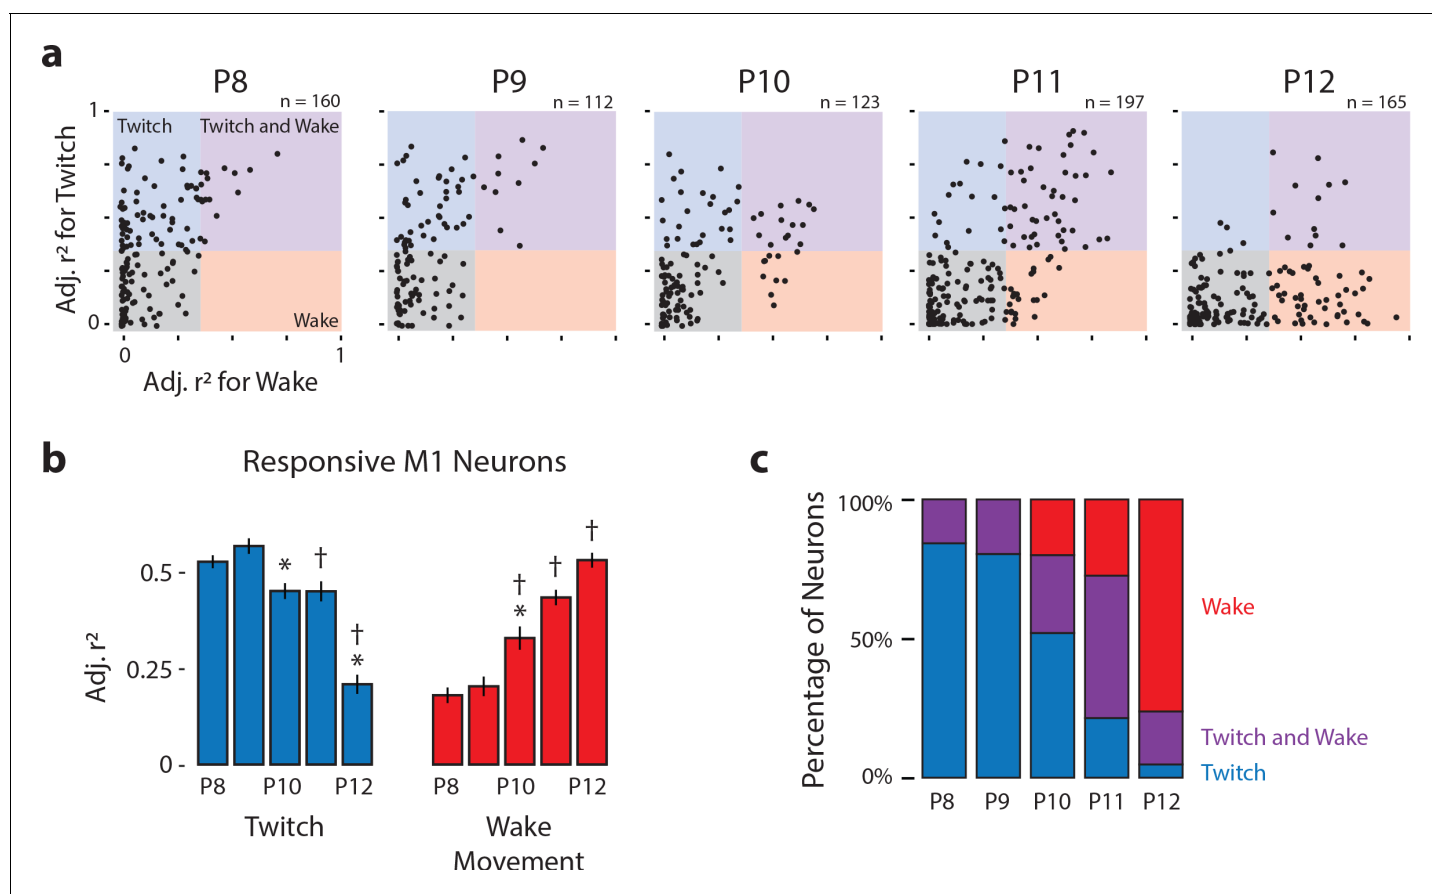 a
P8
P9
P10
P11
P12
n = 160
n = 112
n = 123
n = 197
n = 165
1
Twitch
Twitch and Wake
Adj. r² for Twitch
0
Wake
0
1
Adj. r² for Wake
b
Responsive M1 Neurons
Adj. r²
0.5
0.25
0
*
†
†
*
†
*
†
†
P8
P10
P12
P8
P10
P12
Twitch
Wake
Movement
c
Percentage of Neurons
100%
50%
0%
Wake
Twitch and Wake
Twitch
P8
P9
P10
P11
P12